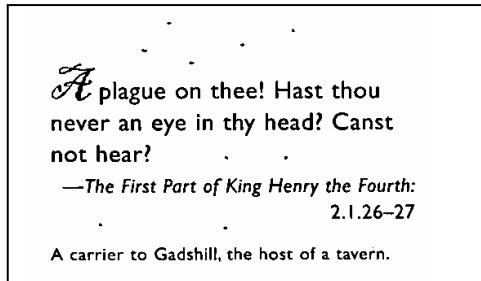 A plague on thee! Hast thou
never an eye in thy head? Canst
not hear?
—The First Part of King Henry the Fourth:
2.1.26–27
A carrier to Gadshill, the host of a tavern.